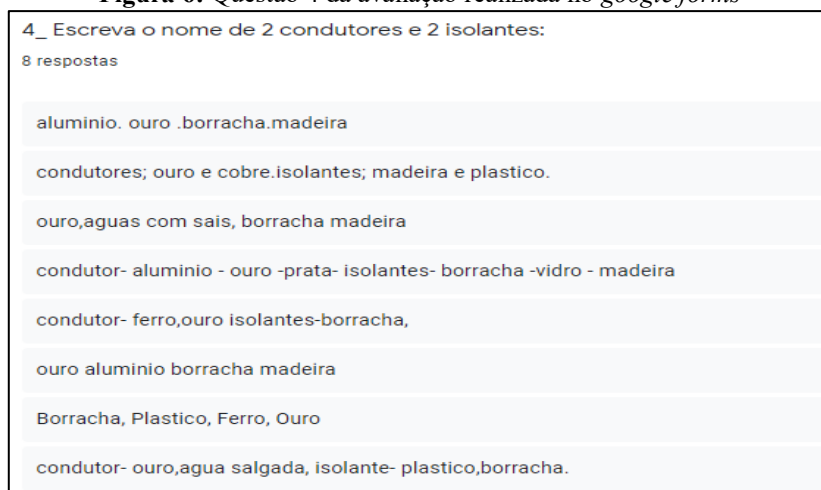 Figura 6: Questão 4 da avaliação realizada no google forms
4_ Escreva o nome de 2 condutores e 2 isolantes:
8 respostas
aluminio. ouro .borracha.madeira
condutores; ouro e cobre.isolantes; madeira e plastico.
ouro,aguas com sais, borracha madeira
condutor- aluminio - ouro -prata- isolantes- borracha -vidro - madeira
condutor- ferro,ouro isolantes-borracha,
ouro aluminio borracha madeira
Borracha, Plastico, Ferro, Ouro
condutor- ouro,agua salgada, isolante- plastico,borracha.